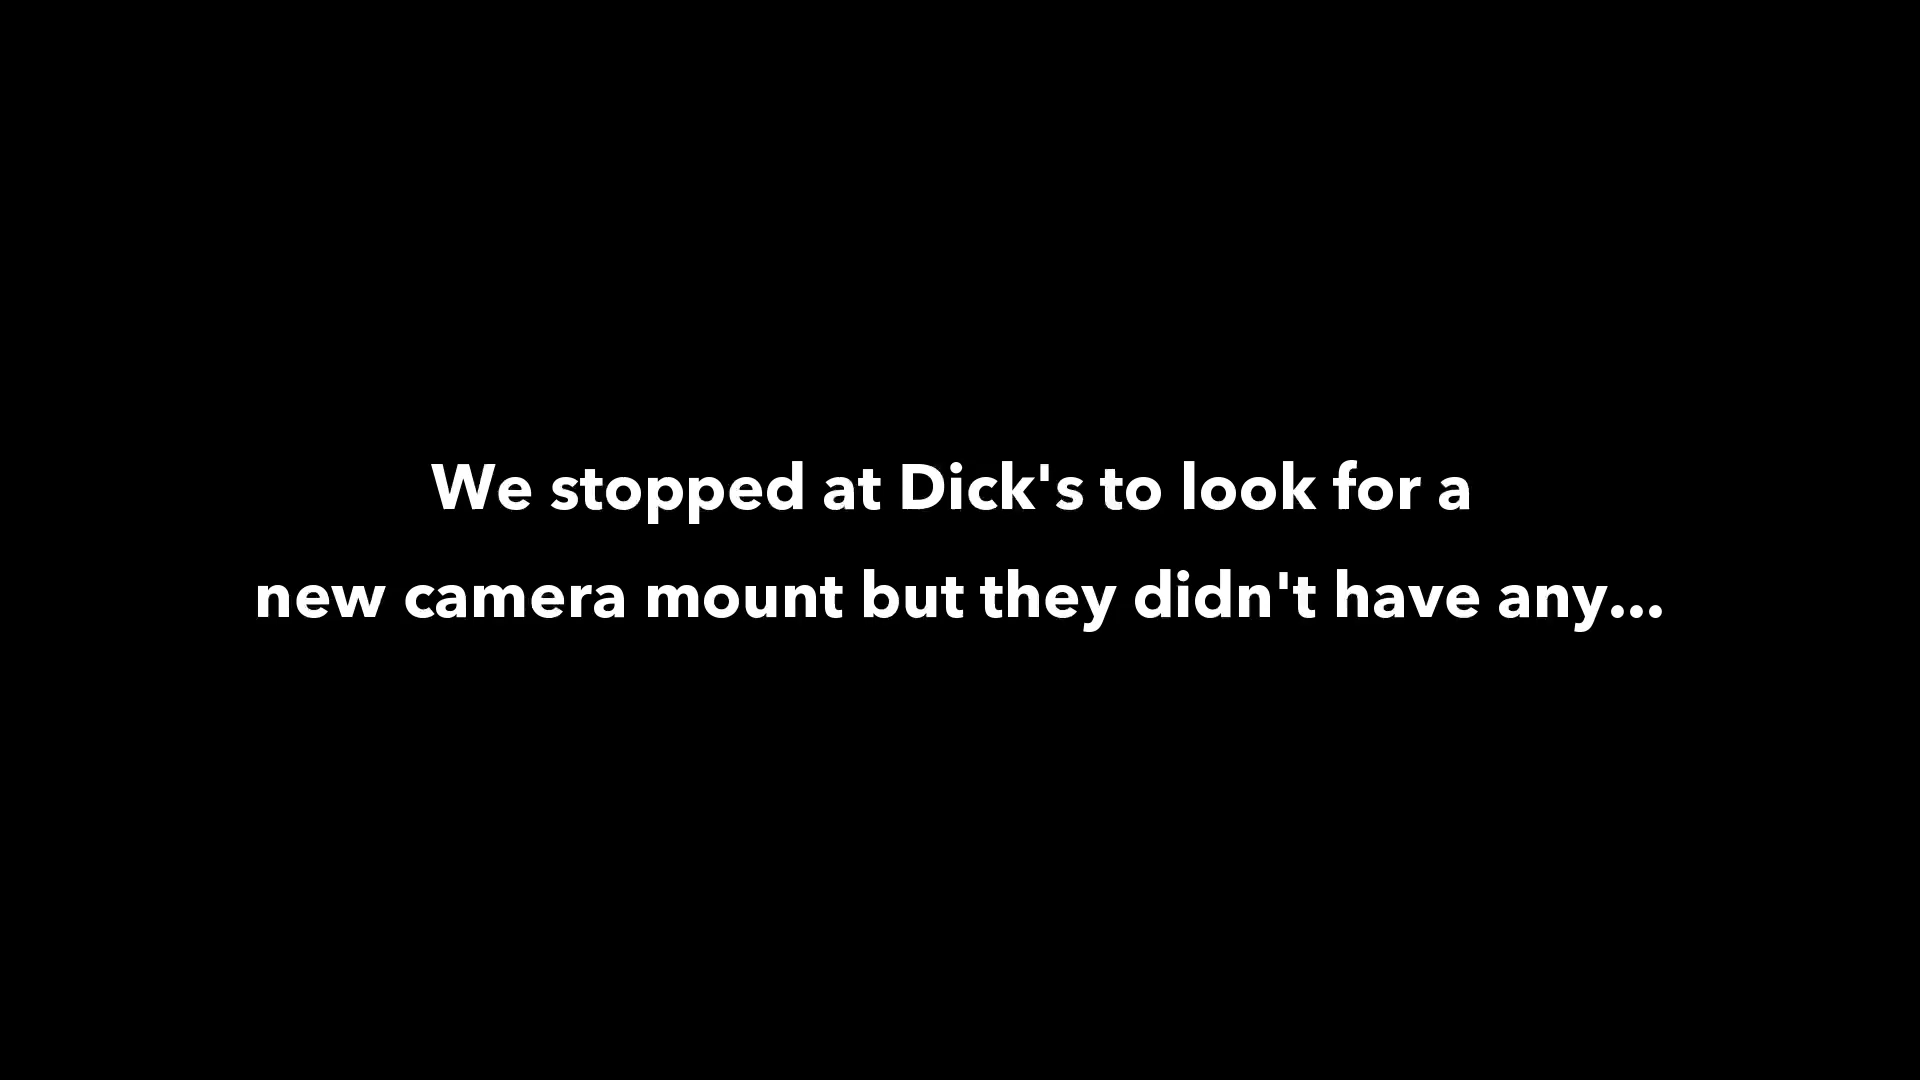 We stopped at Dick's to look for a
new camera mount but they didn't have any...